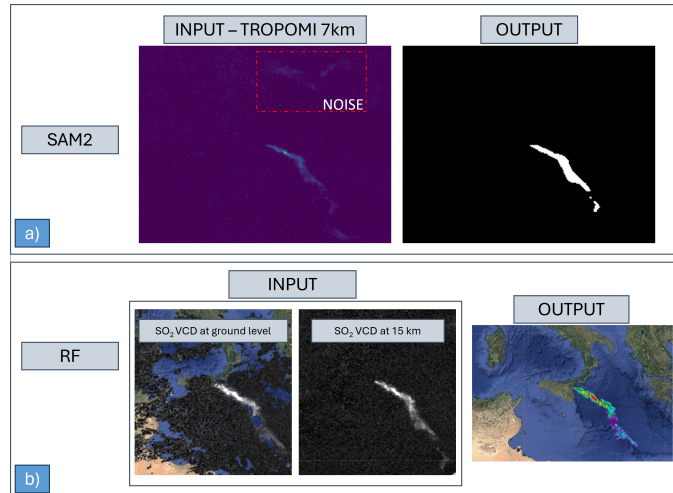 INPUT – TROPOMI 7km
OUTPUT
NOISE
SAM2
a)
INPUT
SO₂ VCD at ground level
SO₂ VCD at 15 km
OUTPUT
RF
b)